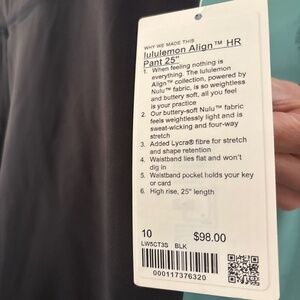 WHY WE MADE THIS
lululemon Align™ HR
Pant 25"
1. When feeling nothing is
everything. The lululemon
Align™ collection, powered by
Nulu™ fabric, is so weightless
and buttery soft, all you feel
is your practice
2. Our buttery-soft Nulu™ fabric
feels weightlessly light and is
sweat-wicking and four-way
stretch
3. Added Lycra® fibre for stretch
and shape retention
4. Waistband lies flat and won't
dig in
5. Waistband pocket holds your key
or card
6. High rise, 25" length
10 $98.00
LW5CT3S BLK
000117376320